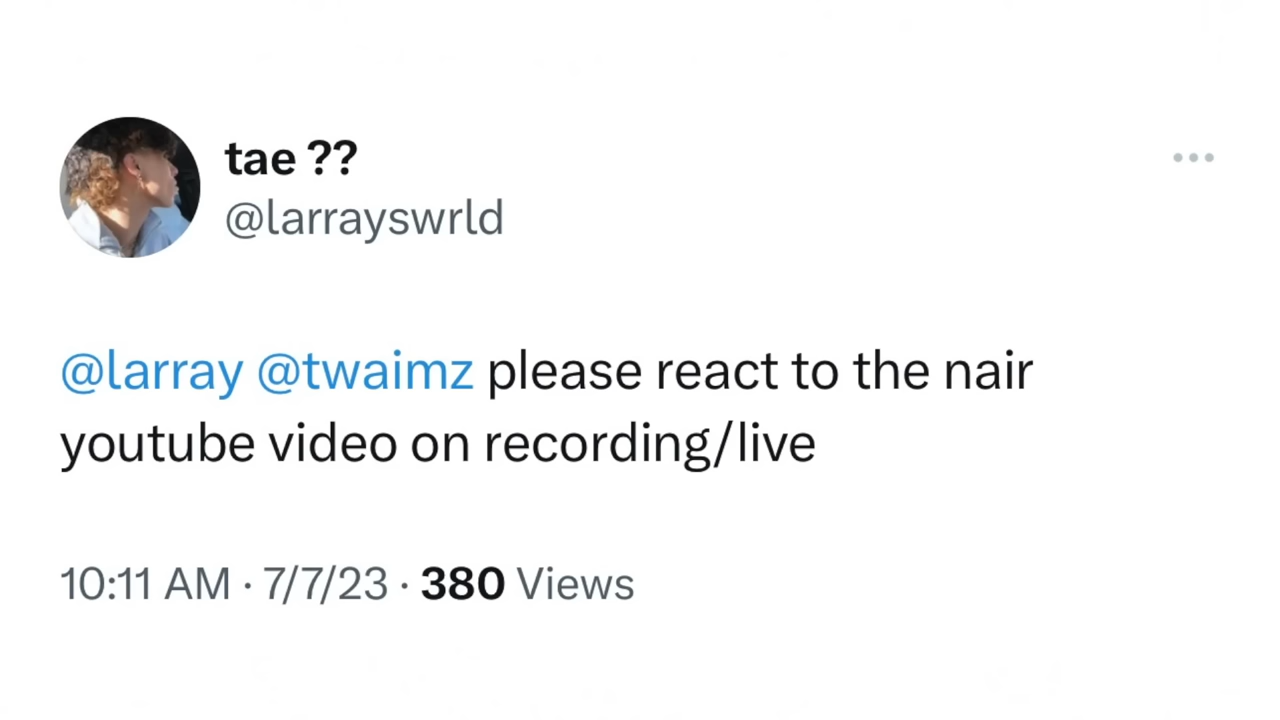 tae ??
@larrayswrld
@larray @twaimz please react to the nair
youtube video on recording/live
10:11 AM · 7/7/23 · 380 Views